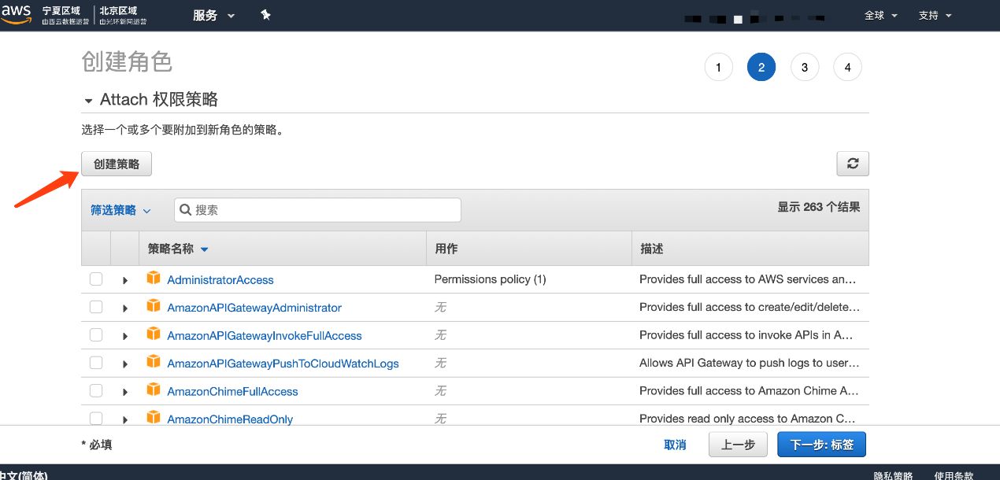 aws 宁夏区域 北京区域 服务 全球 支持
由西云数据运营 由光环新网运营
创建角色 1 2 3 4
Attach 权限策略
选择一个或多个要附加到新角色的策略。
创建策略
筛选策略 搜索 显示 263 个结果
策略名称 用作 描述
AdministratorAccess Permissions policy (1) Provides full access to AWS services an…
AmazonAPIGatewayAdministrator 无 Provides full access to create/edit/delete…
AmazonAPIGatewayInvokeFullAccess 无 Provides full access to invoke APIs in A…
AmazonAPIGatewayPushToCloudWatchLogs 无 Allows API Gateway to push logs to user…
AmazonChimeFullAccess 无 Provides full access to Amazon Chime A…
AmazonChimeReadOnly 无 Provides read only access to Amazon C…
* 必填 取消 上一步 下一步: 标签
中文(简体) 隐私策略 使用条款